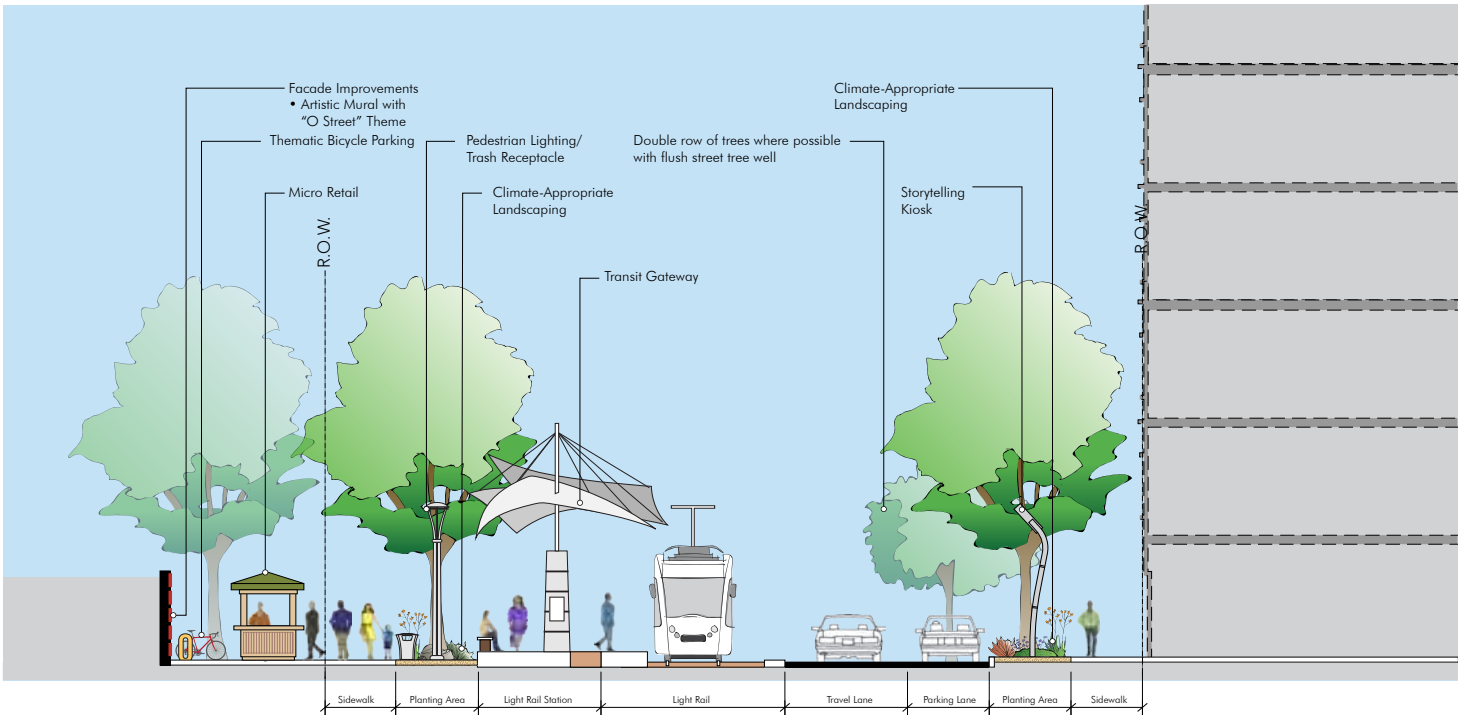 Facade Improvements
• Artistic Mural with
“O Street” Theme
Thematic Bicycle Parking
Micro Retail
R.O.W.
Pedestrian Lighting/
Trash Receptacle
Climate-Appropriate
Landscaping
Transit Gateway
Double row of trees where possible
with flush street tree well
Climate-Appropriate
Landscaping
Storytelling
Kiosk
R.O.W.
Sidewalk
Planting Area
Light Rail Station
Light Rail
Travel Lane
Parking Lane
Planting Area
Sidewalk